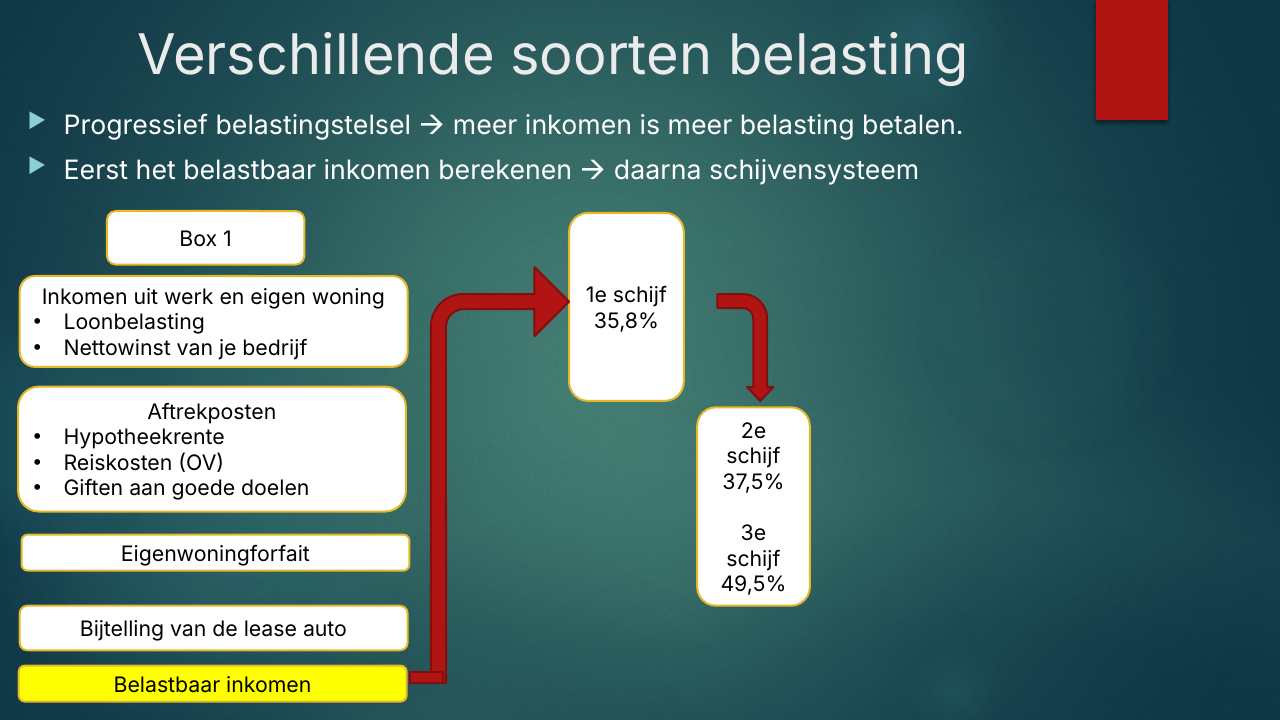 Verschillende soorten belasting
Progressief belastingstelsel → meer inkomen is meer belasting betalen.
Eerst het belastbaar inkomen berekenen → daarna schijvensysteem
Box 1
Inkomen uit werk en eigen woning
• Loonbelasting
• Nettowinst van je bedrijf
Aftrekposten
• Hypotheekrente
• Reiskosten (OV)
• Giften aan goede doelen
Eigenwoningforfait
Bijtelling van de lease auto
Belastbaar inkomen
1e schijf
35,8%
2e
schijf
37,5%
3e
schijf
49,5%